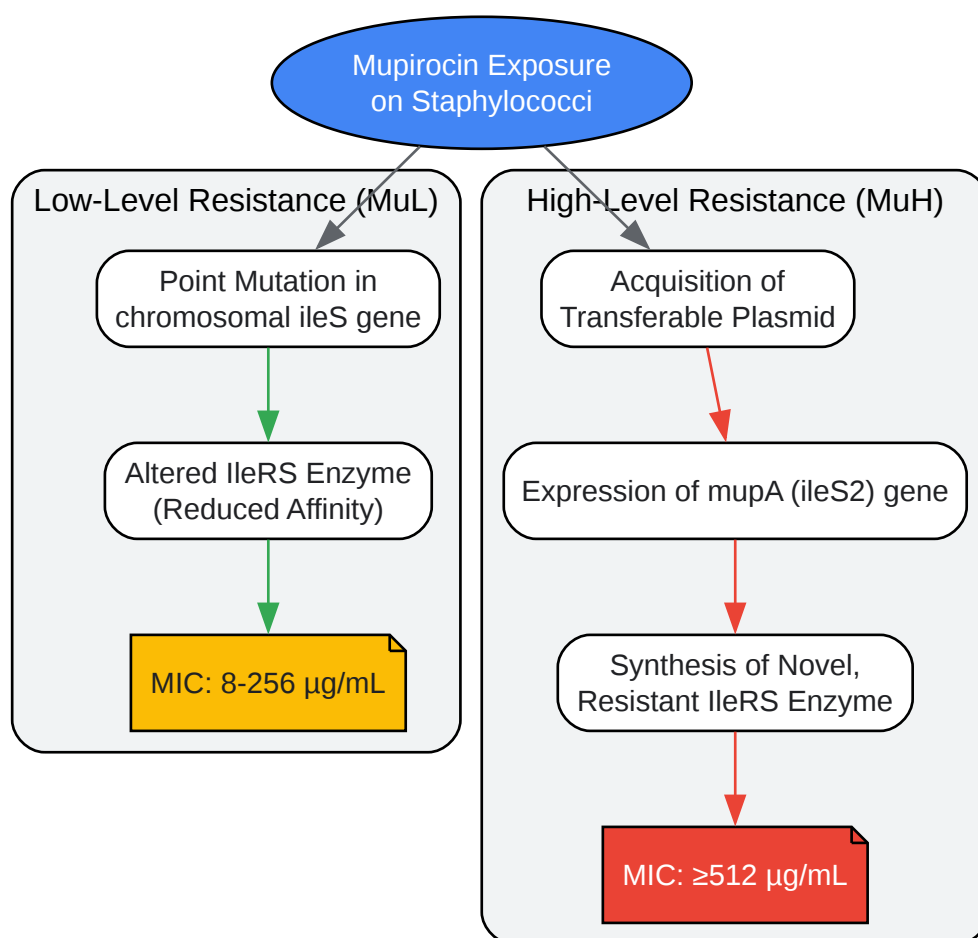 Mupirocin Exposure
on Staphylococci
Low-Level Resistance (MuL)
Point Mutation in
chromosomal ileS gene
Altered IleRS Enzyme
(Reduced Affinity)
MIC: 8-256 µg/mL
High-Level Resistance (MuH)
Acquisition of
Transferable Plasmid
Expression of mupA (ileS2) gene
Synthesis of Novel,
Resistant IleRS Enzyme
MIC: ≥512 µg/mL